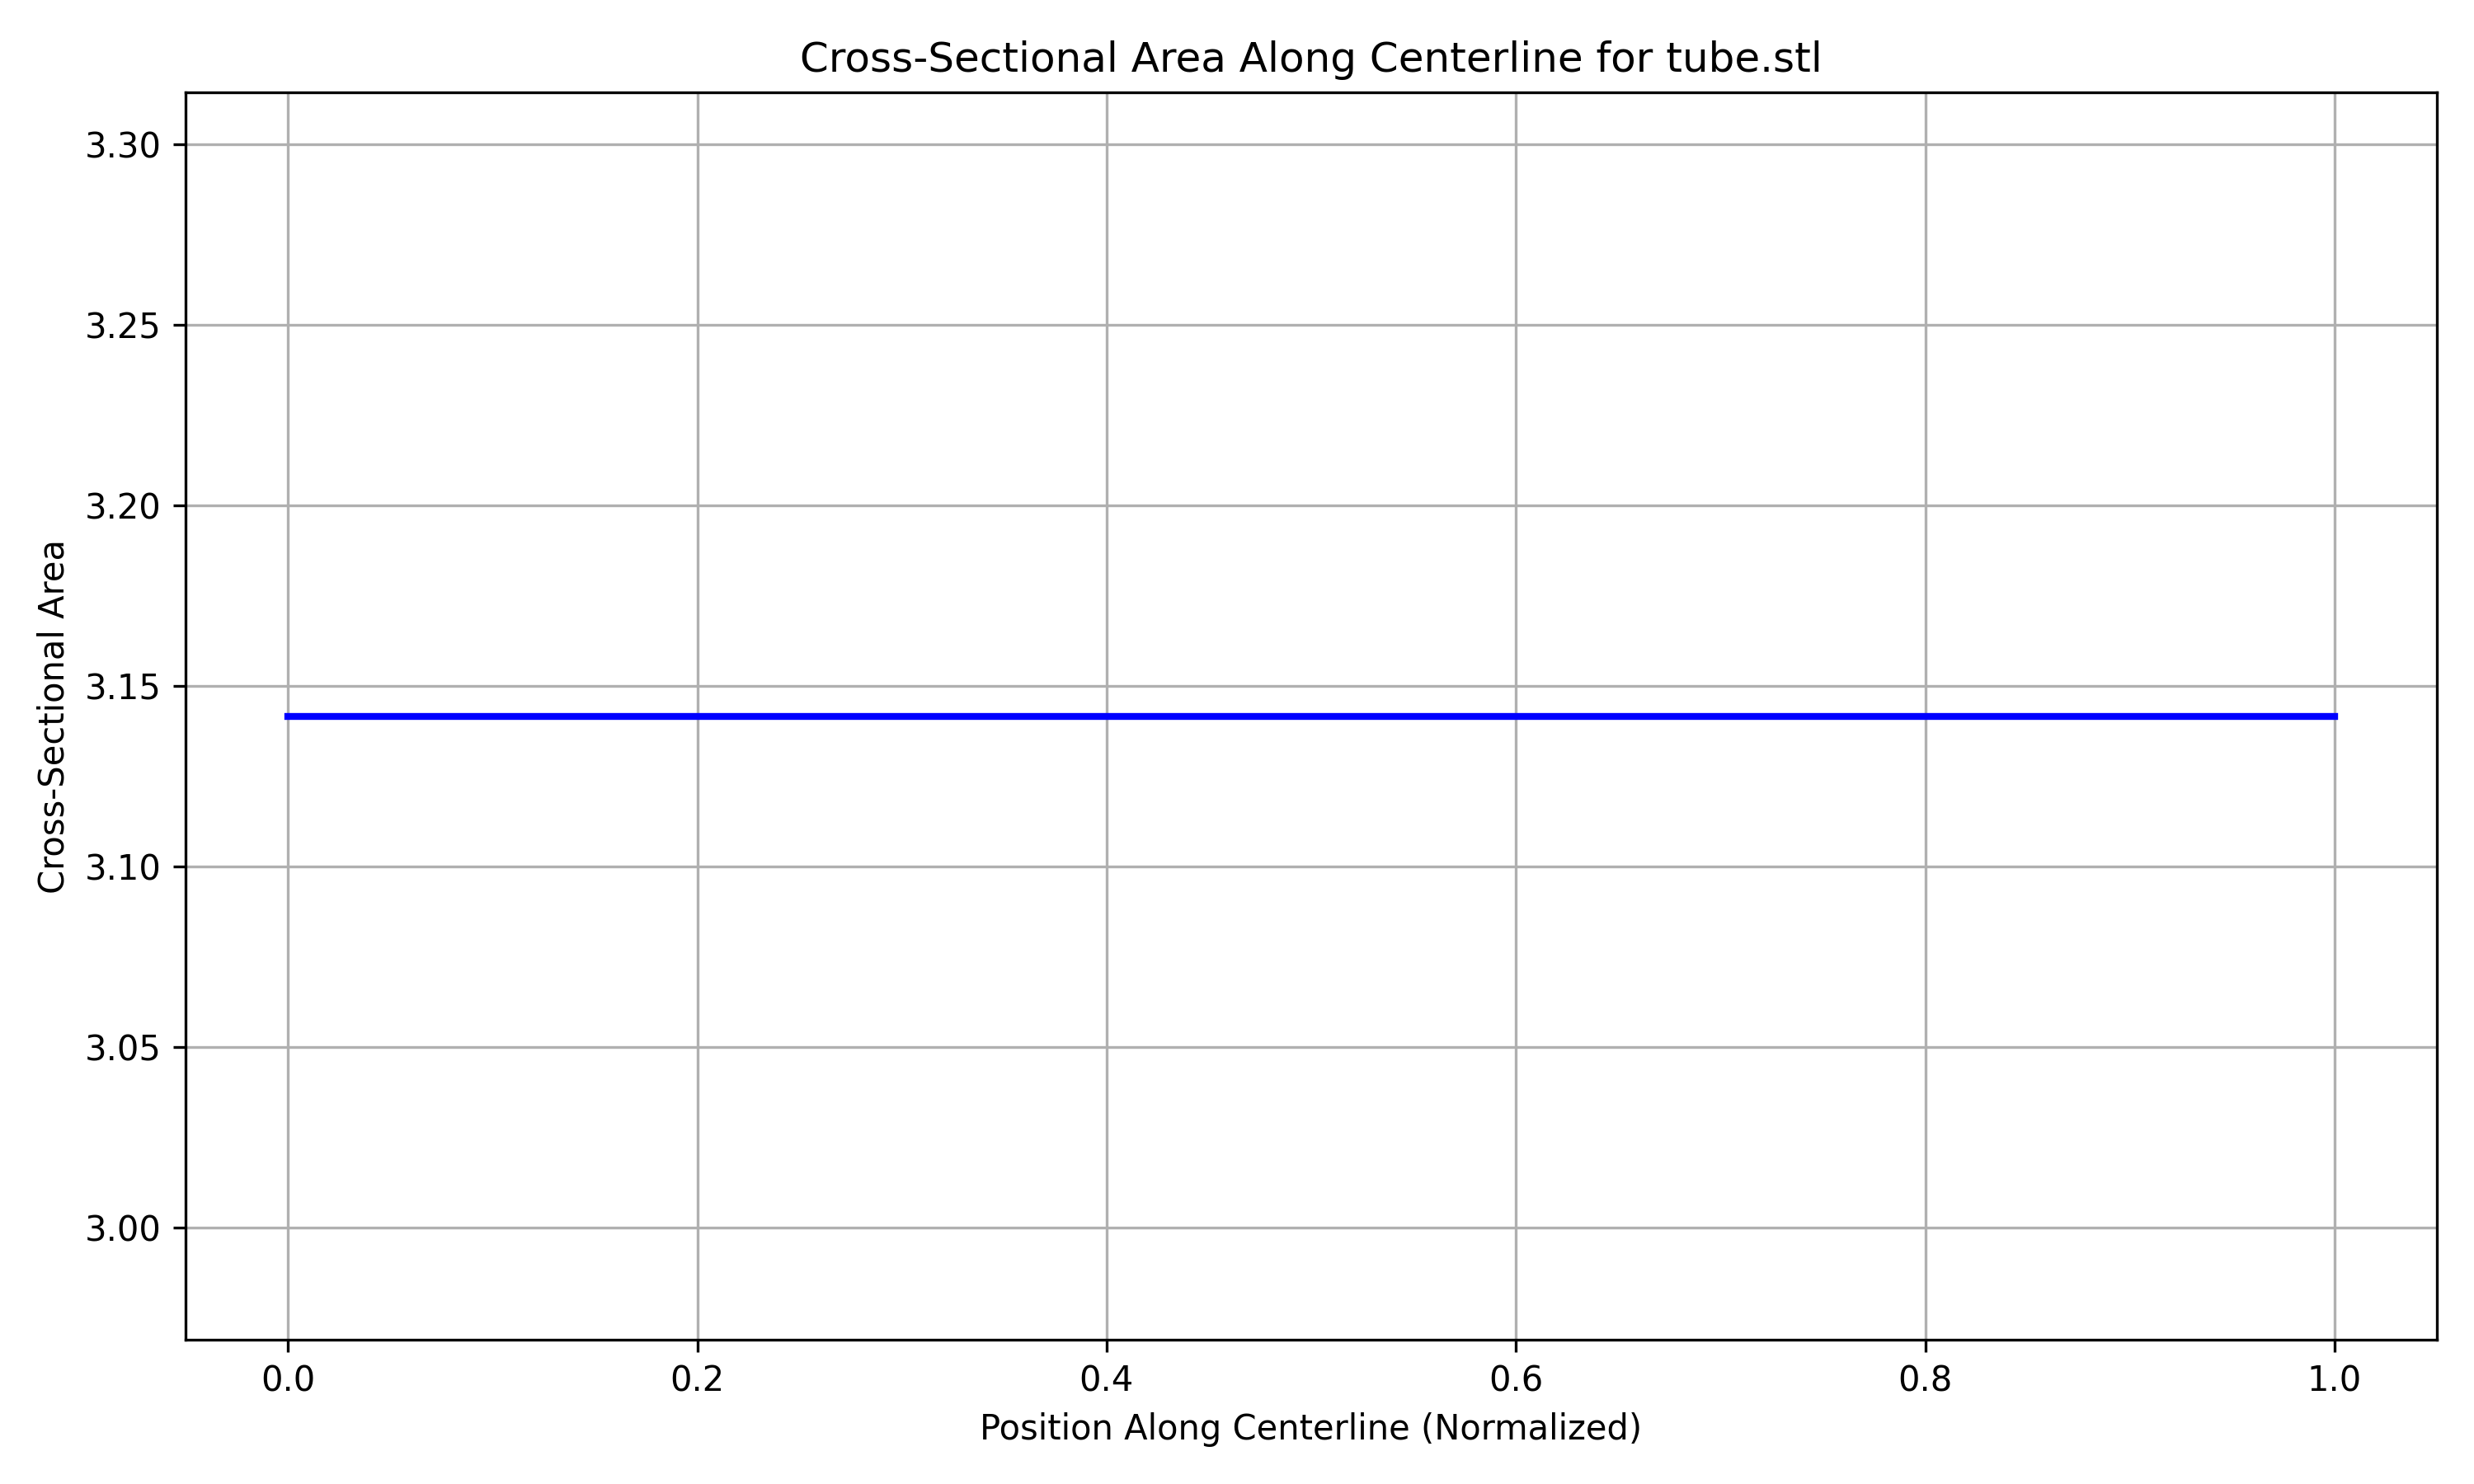 Cross-Sectional Area Along Centerline for tube.stl
3.30
3.25
3.20
3.15
3.10
3.05
3.00
Cross-Sectional Area
0.0 0.2 0.4 0.6 0.8 1.0
Position Along Centerline (Normalized)